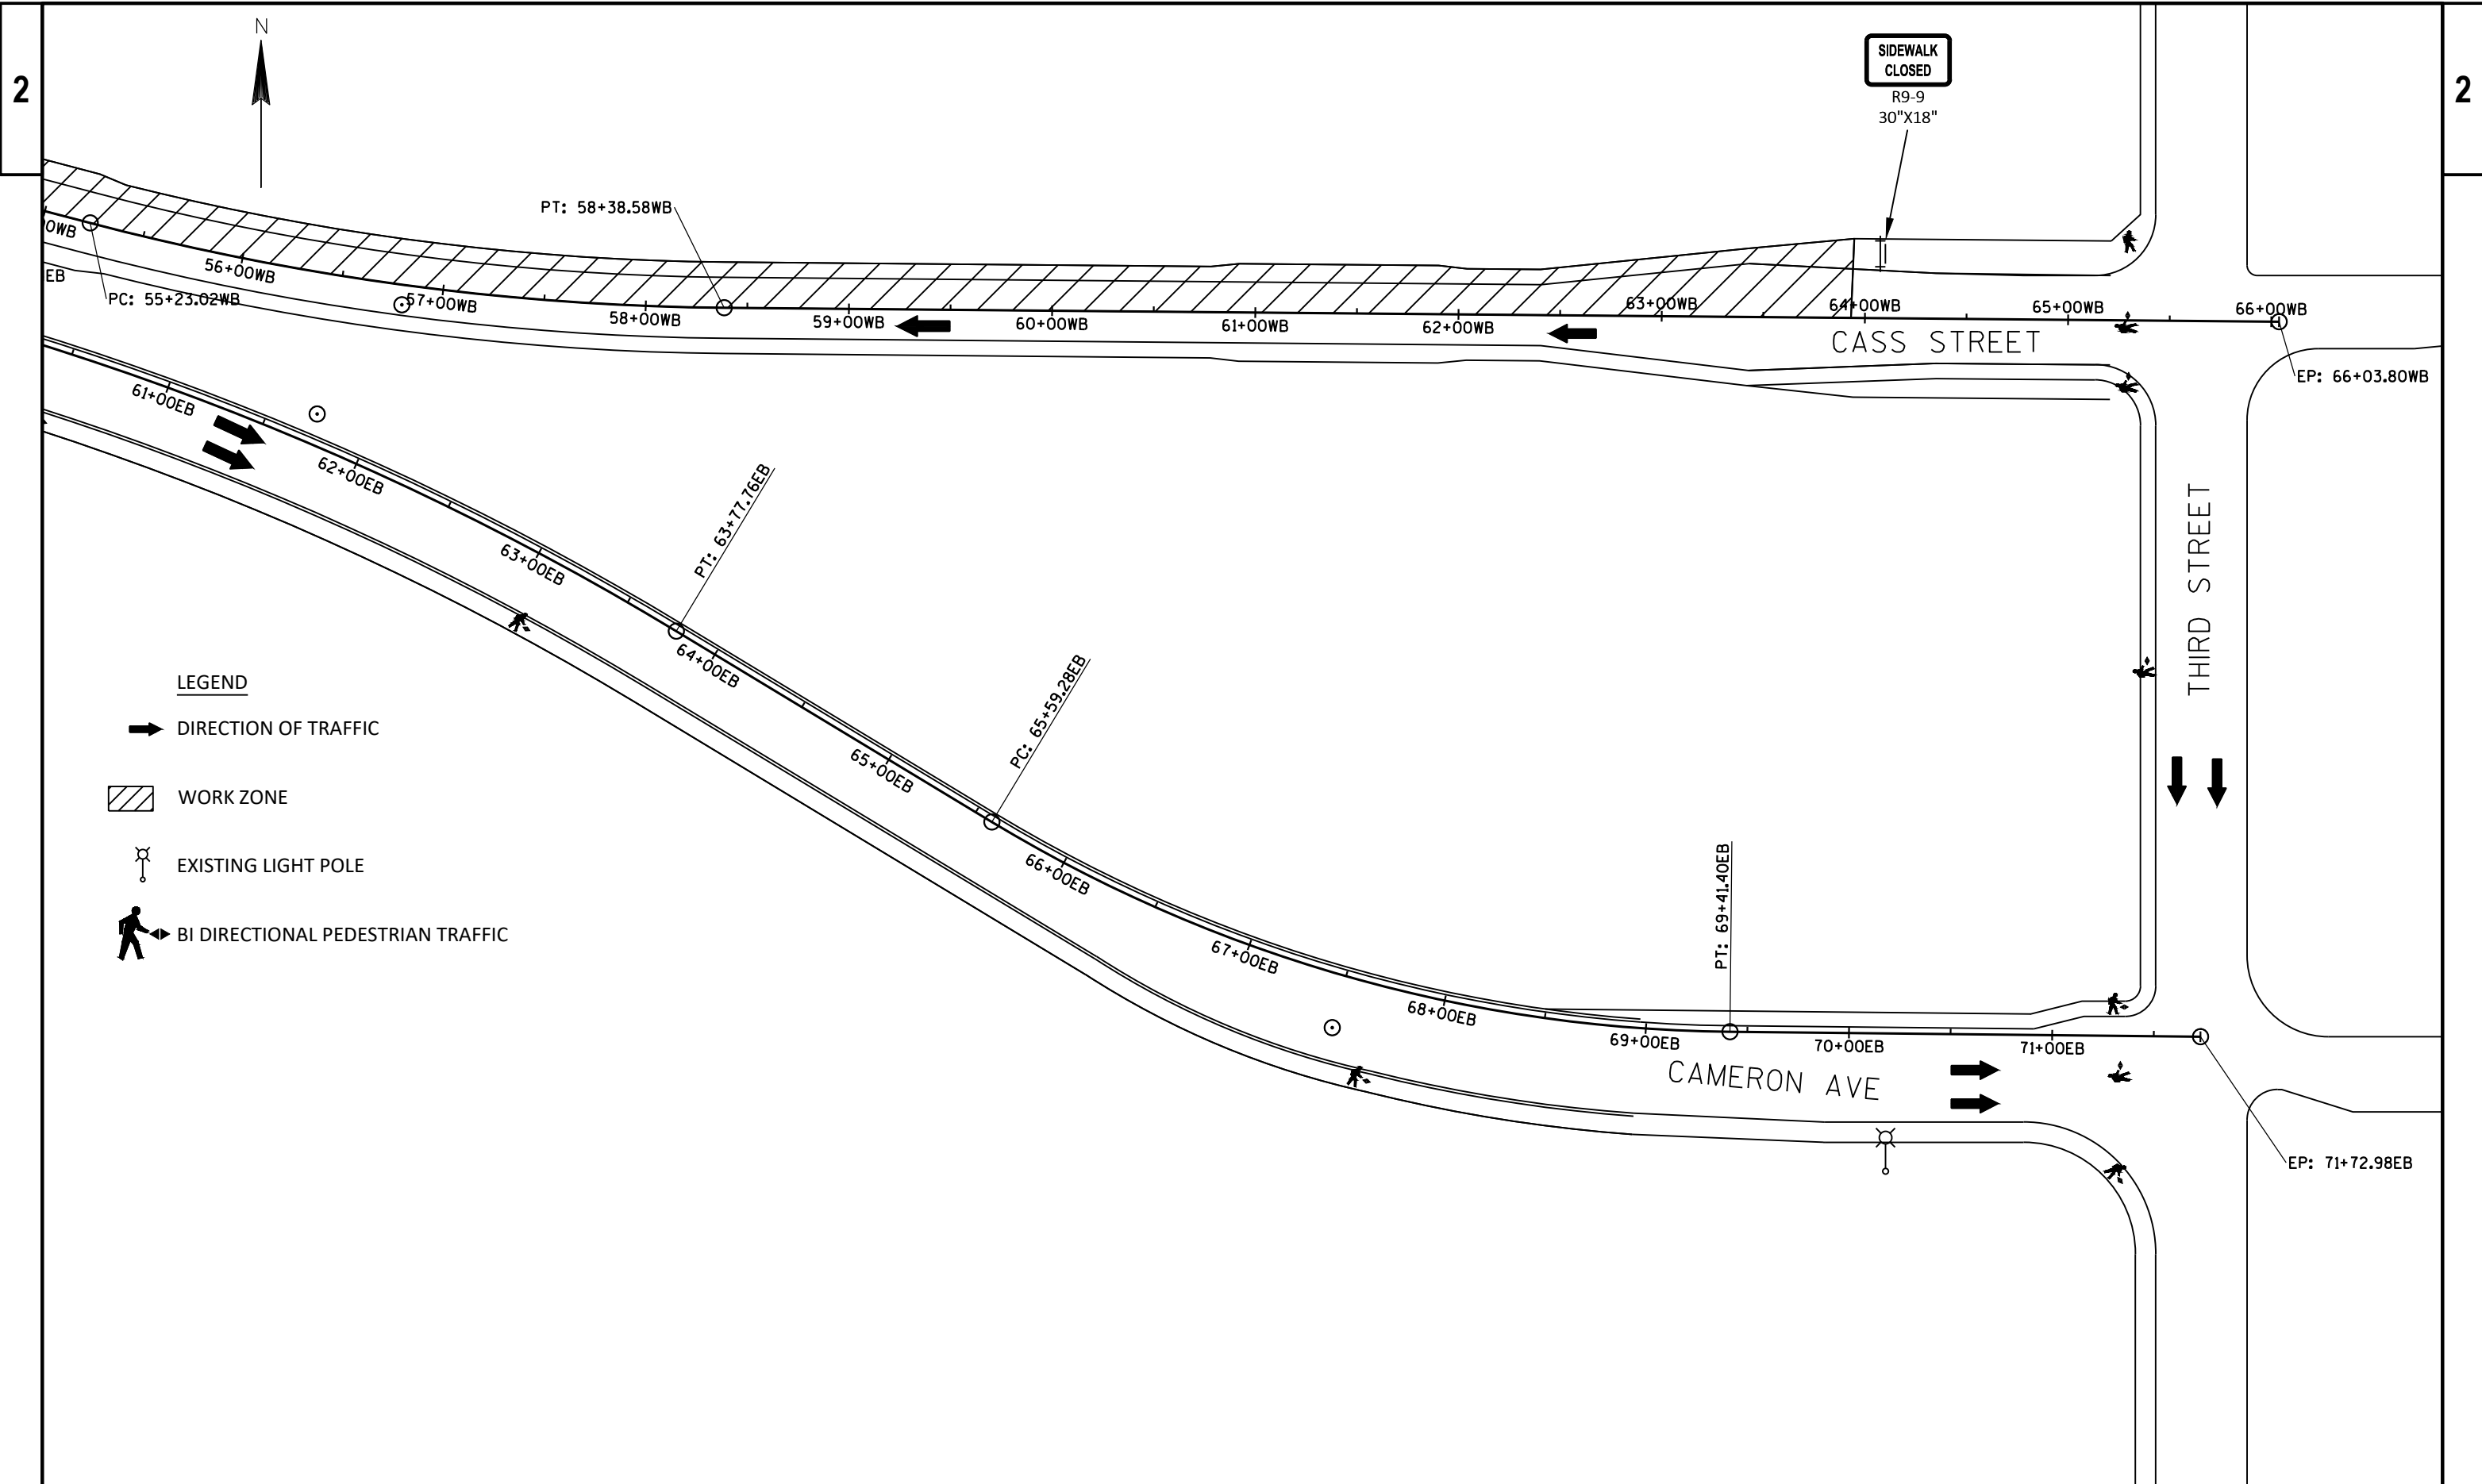 2
N
SIDEWALK
CLOSED
R9-9
30"X18"
2
PT: 58+38.58WB
0WB
EB
PC: 55+23.02WB
56+00WB
57+00WB
58+00WB
59+00WB
60+00WB
61+00WB
62+00WB
63+00WB
64+00WB
65+00WB
66+00WB
CASS STREET
EP: 66+03.80WB
61+00EB
62+00EB
63+00EB
PT: 63+77.76EB
64+00EB
65+00EB
PC: 65+59.28EB
66+00EB
67+00EB
68+00EB
69+00EB
PT: 69+41.40EB
70+00EB
71+00EB
CAMERON AVE
THIRD STREET
EP: 71+72.98EB
LEGEND
DIRECTION OF TRAFFIC
WORK ZONE
EXISTING LIGHT POLE
BI DIRECTIONAL PEDESTRIAN TRAFFIC